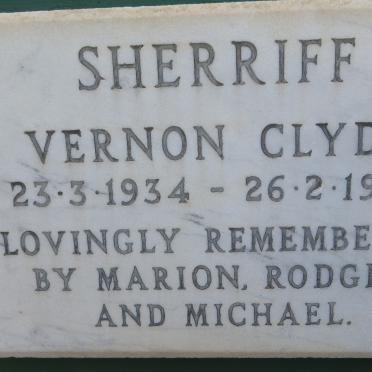 SHERRIFF
VERNON CLYD
23·3·1934 - 26·2·19
LOVINGLY REMEMBE
BY MARION, RODG
AND MICHAEL.